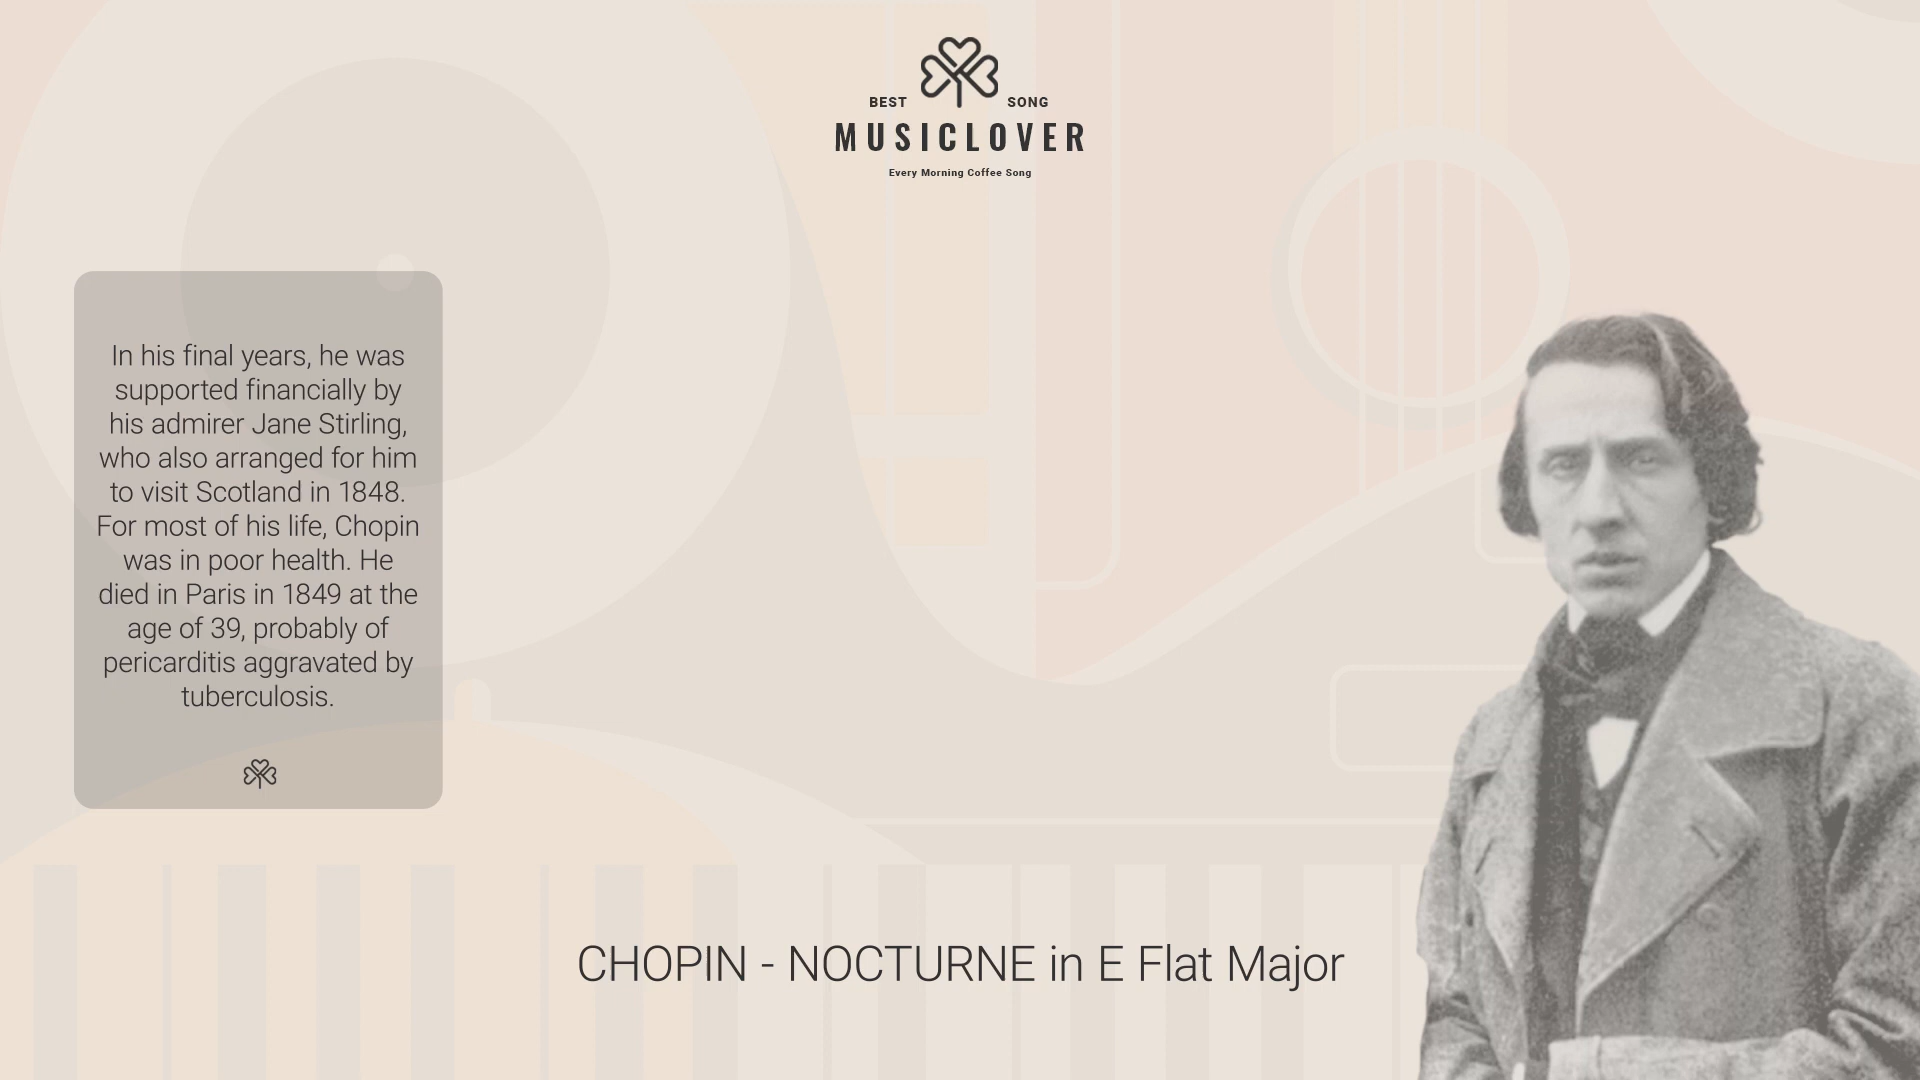 BEST SONG
MUSICLOVER
Every Morning Coffee Song
In his final years, he was
supported financially by
his admirer Jane Stirling,
who also arranged for him
to visit Scotland in 1848.
For most of his life, Chopin
was in poor health. He
died in Paris in 1849 at the
age of 39, probably of
pericarditis aggravated by
tuberculosis.
CHOPIN - NOCTURNE in E Flat Major